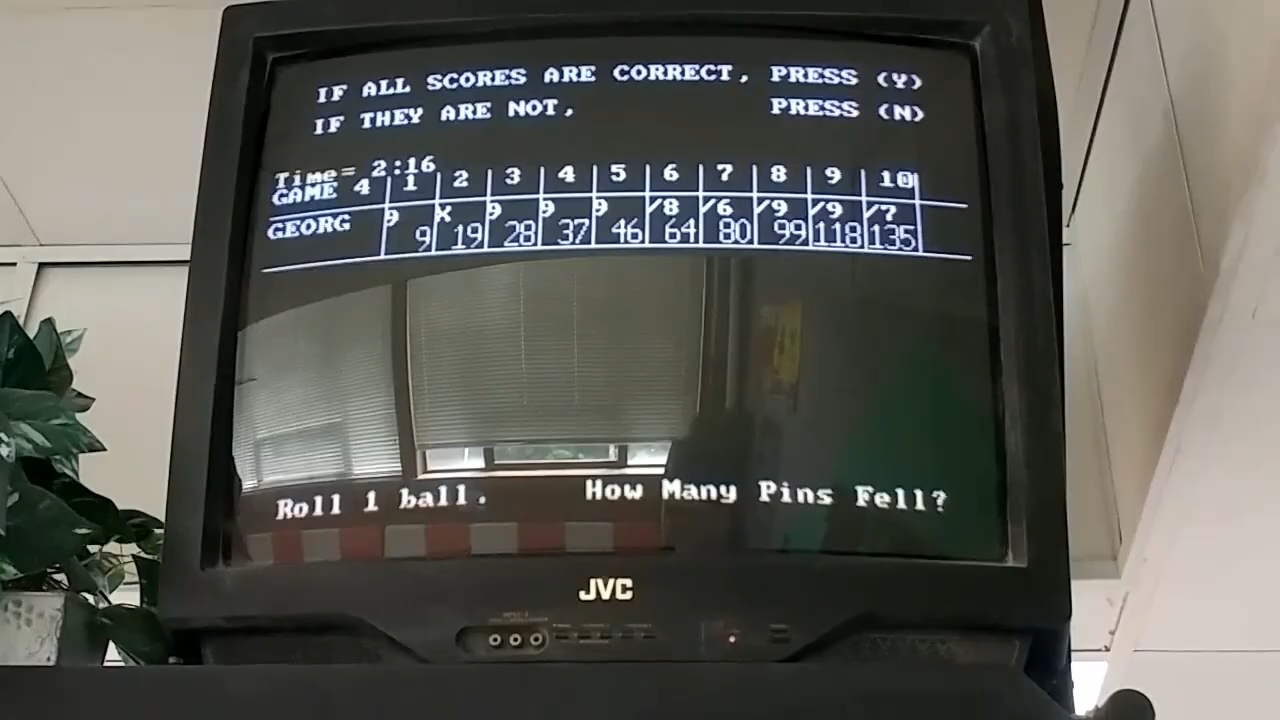 IF ALL SCORES ARE CORRECT, PRESS (Y)
IF THEY ARE NOT, PRESS (N)
Time= 2:16
GAME 4 1 2 3 4 5 6 7 8 9 10
GEORG 9 X 9 9 9 /8 /6 /9 /9 /7
9 19 28 37 46 64 80 99 118 135
Roll 1 ball. How Many Pins Fell?
JVC